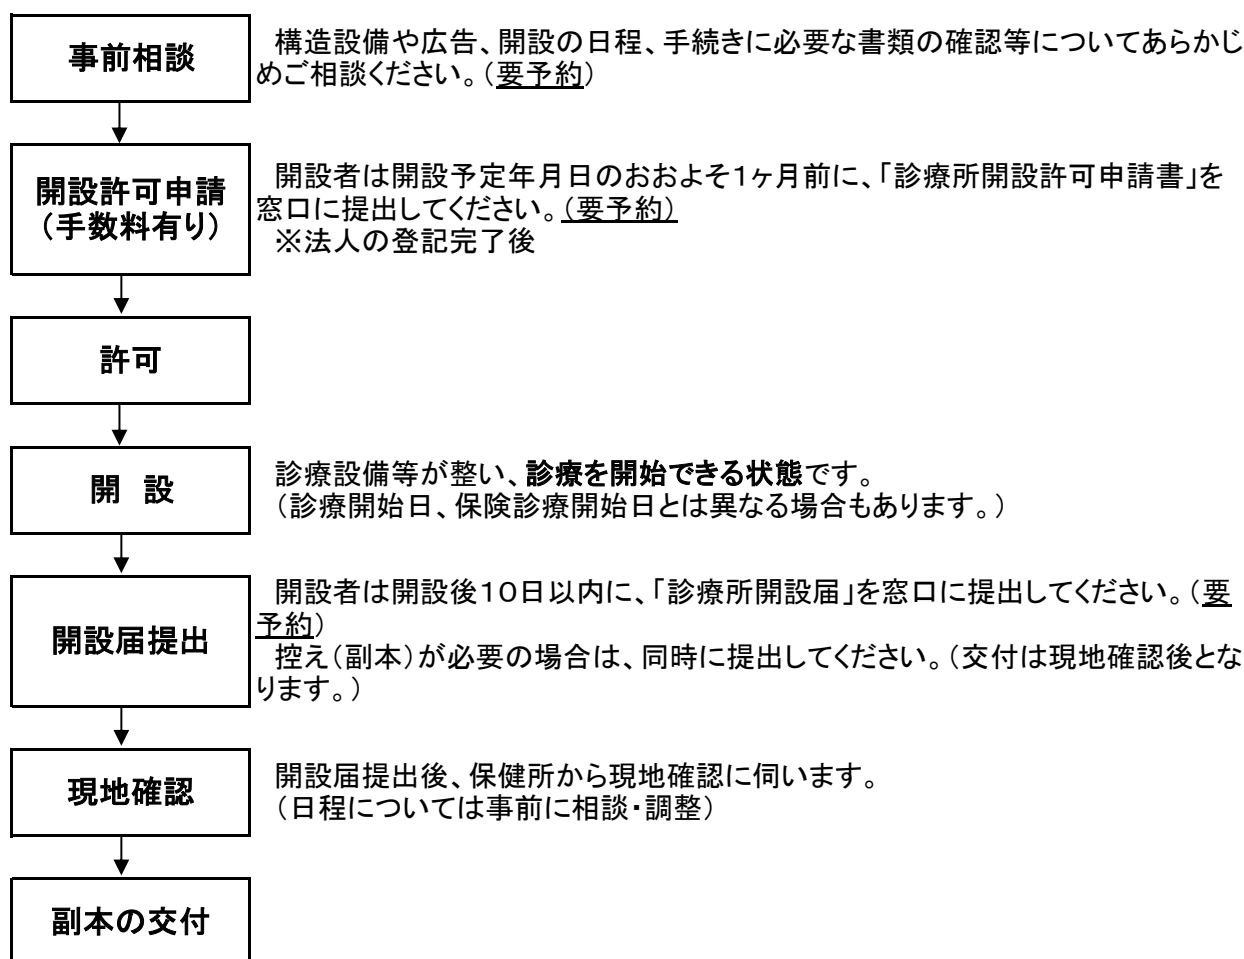 事前相談
構造設備や広告、開設の日程、手続きに必要な書類の確認等についてあらかじ
めご相談ください。（要予約）
開設許可申請
（手数料有り）
開設者は開設予定年月日のおおよそ１ヶ月前に、「診療所開設許可申請書」を
窓口に提出してください。（要予約）
※法人の登記完了後
許可
開　設
診療設備等が整い、診療を開始できる状態です。
（診療開始日、保険診療開始日とは異なる場合もあります。）
開設届提出
開設者は開設後１０日以内に、「診療所開設届」を窓口に提出してください。（要
予約）
控え（副本）が必要の場合は、同時に提出してください。（交付は現地確認後とな
ります。）
現地確認
開設届提出後、保健所から現地確認に伺います。
（日程については事前に相談・調整）
副本の交付